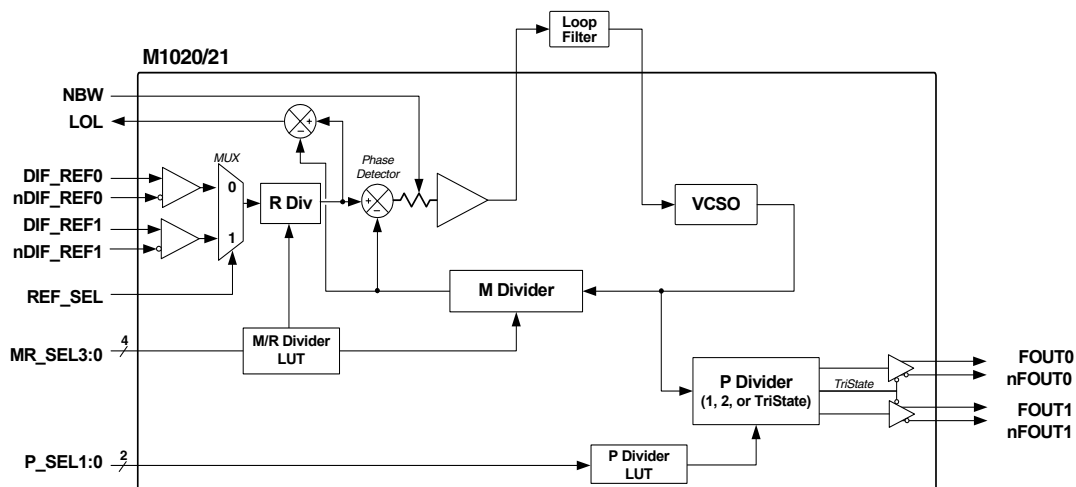 Loop
Filter
M1020/21
NBW
LOL
+
–
MUX
Phase
Detector
DIF_REF0
nDIF_REF0
0
R Div
+
–
VCSO
DIF_REF1
nDIF_REF1
1
M Divider
REF_SEL
4
MR_SEL3:0
M/R Divider
LUT
P Divider
(1, 2, or TriState)
TriState
FOUT0
nFOUT0
FOUT1
nFOUT1
2
P_SEL1:0
P Divider
LUT